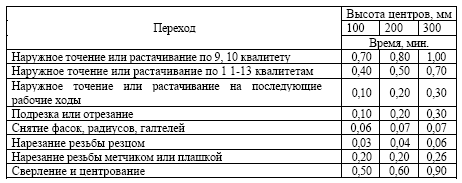 Переход
Высота центров, мм
100 200 300
Время, мин.
Наружное точение или растачивание по 9, 10 квалитету 0,70 0,80 1,00
Наружное точение или растачивание по 1 1-13 квалитетам 0,40 0,50 0,70
Наружное точение или растачивание на последующие
рабочие ходы 0,10 0,20 0,30
Подрезка или отрезание 0,10 0,20 0,30
Снятие фасок, радиусов, галтелей 0,06 0,07 0,07
Нарезание резьбы резцом 0,03 0,04 0,06
Нарезание резьбы метчиком или плашкой 0,20 0,20 0,26
Сверление и центрование 0,50 0,60 0,90